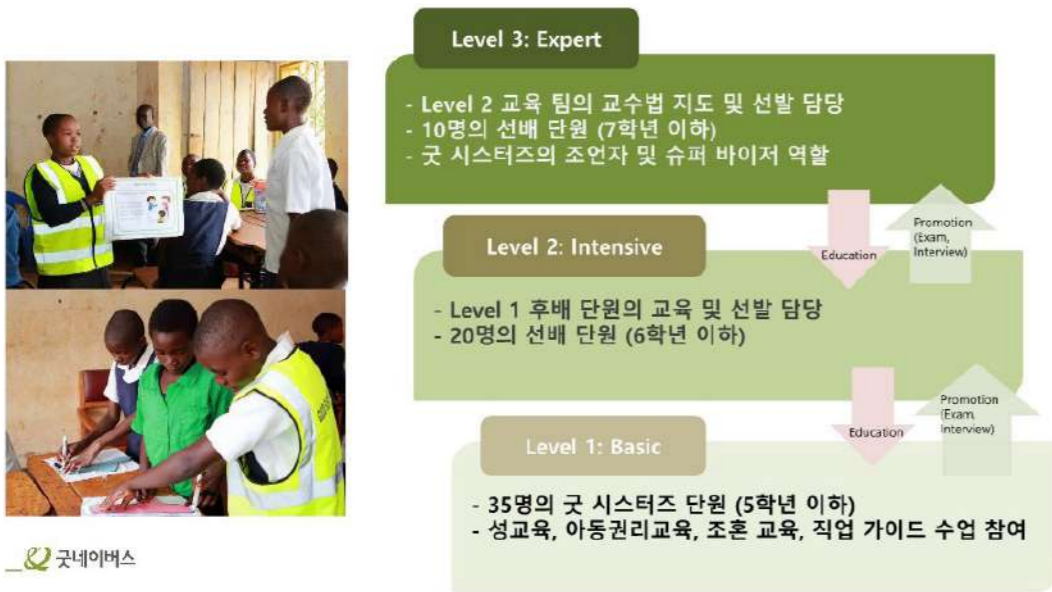 Level 3: Expert
- Level 2 교육 팀의 교수법 지도 및 선발 담당
- 10명의 선배 단원 (7학년 이하)
- 굿 시스터즈의 조언자 및 슈퍼 바이저 역할
Education
Promotion
(Exam,
Interview)
Level 2: Intensive
- Level 1 후배 단원의 교육 및 선발 담당
- 20명의 선배 단원 (6학년 이하)
Education
Promotion
(Exam,
Interview)
Level 1: Basic
- 35명의 굿 시스터즈 단원 (5학년 이하)
- 성교육, 아동권리교육, 조혼 교육, 직업 가이드 수업 참여
굿네이버스